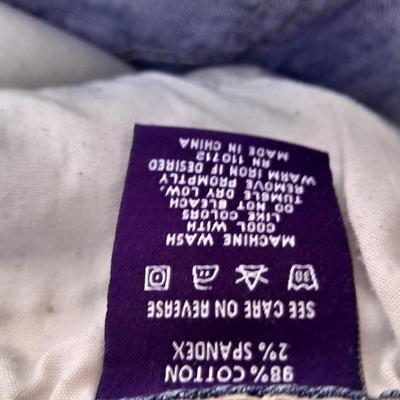 98% COTTON
2% SPANDEX
SEE CARE ON REVERSE
30
MACHINE WASH
COOL WITH
LIKE COLORS
DO NOT BLEACH
TUMBLE DRY LOW,
REMOVE PROMPTLY
WARM IRON IF DESIRED
RN 110712
MADE IN CHINA